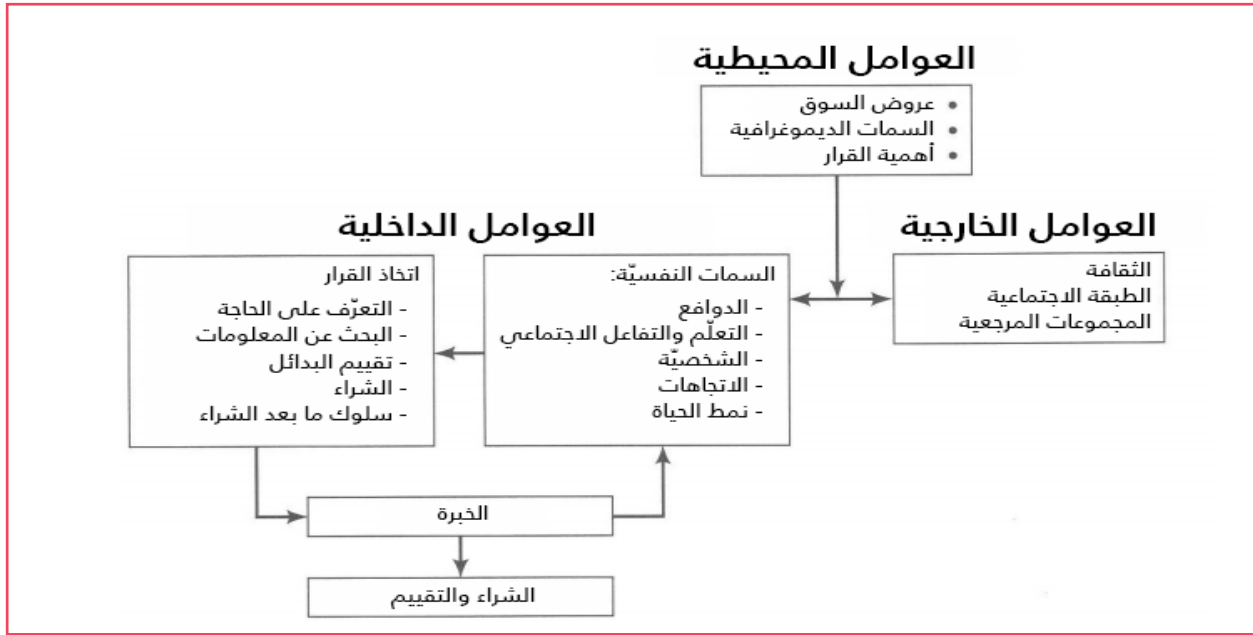 العوامل المحيطية
• عروض السوق
• السمات الديموغرافية
• أهمية القرار
العوامل الخارجية
الثقافة
الطبقة الاجتماعية
المجموعات المرجعية
العوامل الداخلية
السمات النفسيّة:
- الدوافع
- التعلّم والتفاعل الاجتماعي
- الشخصيّة
- الاتجاهات
- نمط الحياة
اتخاذ القرار
- التعرّف على الحاجة
- البحث عن المعلومات
- تقييم البدائل
- الشراء
- سلوك ما بعد الشراء
الخبرة
الشراء والتقييم